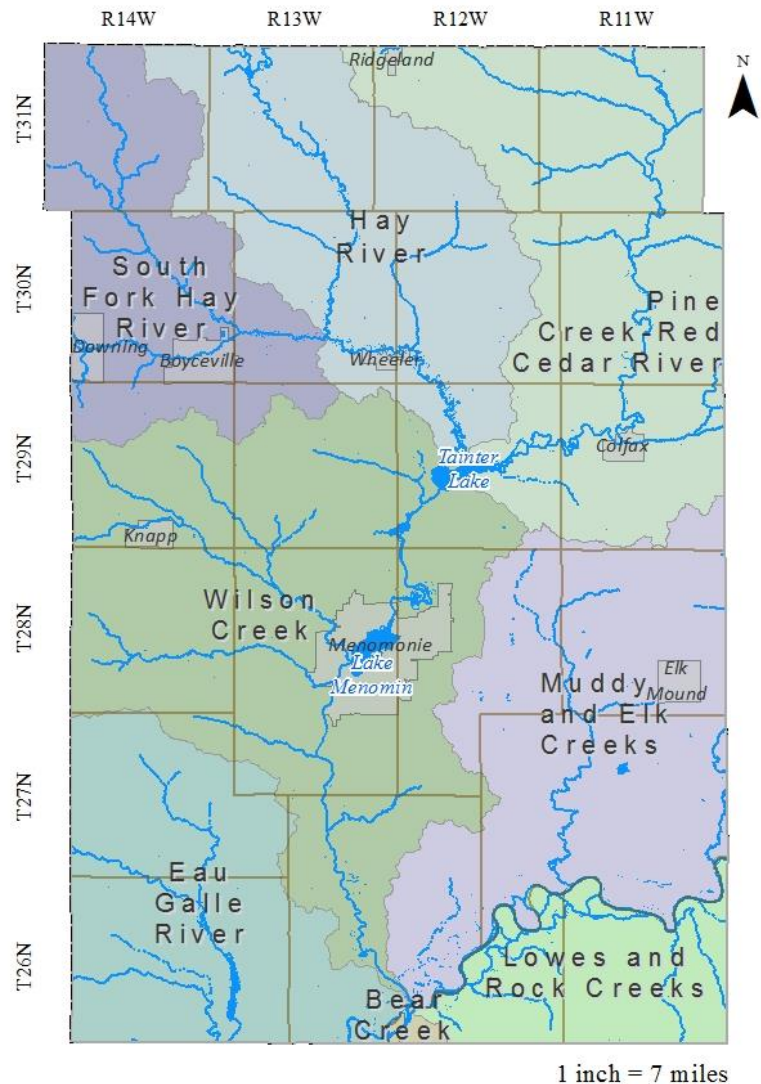 R14W R13W R12W R11W
N
T31N
T30N
T29N
T28N
T27N
T26N
Ridgeland
Hay
River
South
Fork Hay
River
Pine
Creek-Red
Cedar River
Downing
Boyceville
Wheeler
Colfax
Tainter
Lake
Knapp
Wilson
Creek
Menomonie
Lake
Menomin
Elk
Mound
Muddy
and Elk
Creeks
Eau
Galle
River
Lowes and
Rock Creeks
Bear
Creek
1 inch = 7 miles